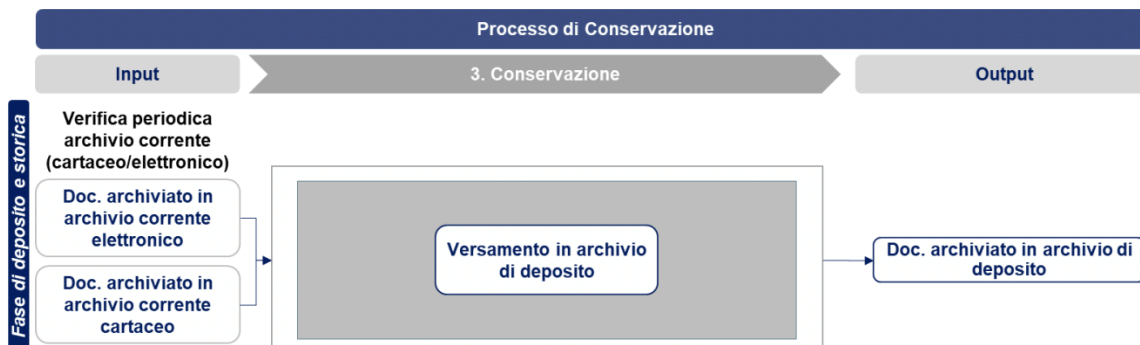 Processo di Conservazione
Input
3. Conservazione
Output
Fase di deposito e storica
Verifica periodica
archivio corrente
(cartaceo/elettronico)
Doc. archiviato in
archivio corrente
elettronico
Doc. archiviato in
archivio corrente
cartaceo
Versamento in archivio
di deposito
Doc. archiviato in archivio di
deposito